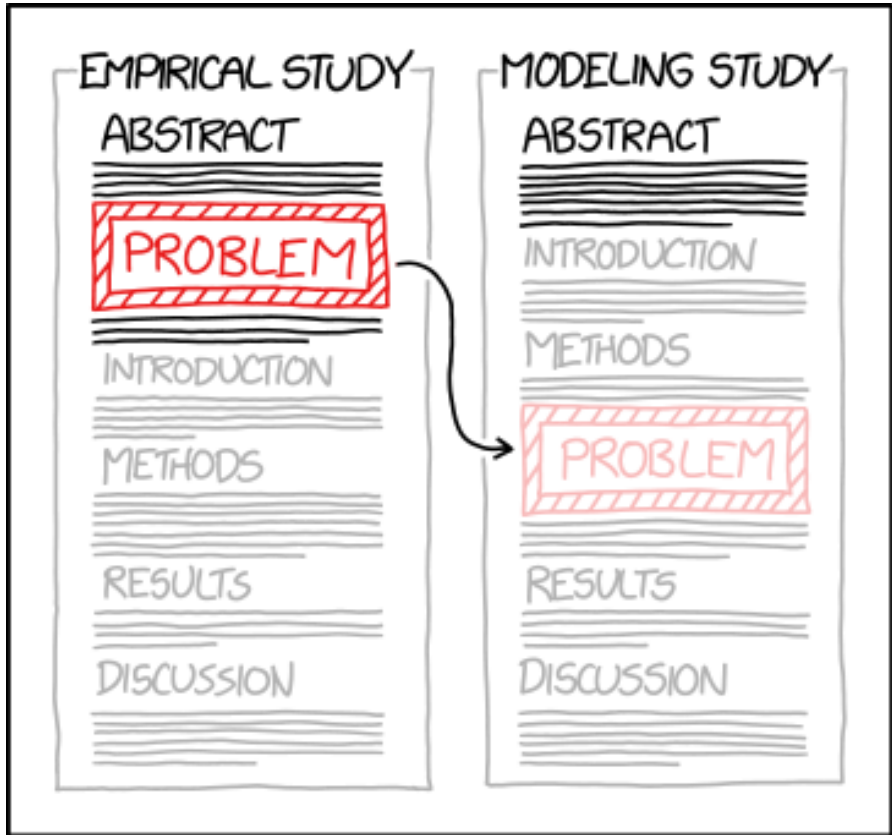 EMPIRICAL STUDY
ABSTRACT
PROBLEM
INTRODUCTION
METHODS
RESULTS
DISCUSSION
MODELING STUDY
ABSTRACT
INTRODUCTION
METHODS
PROBLEM
RESULTS
DISCUSSION